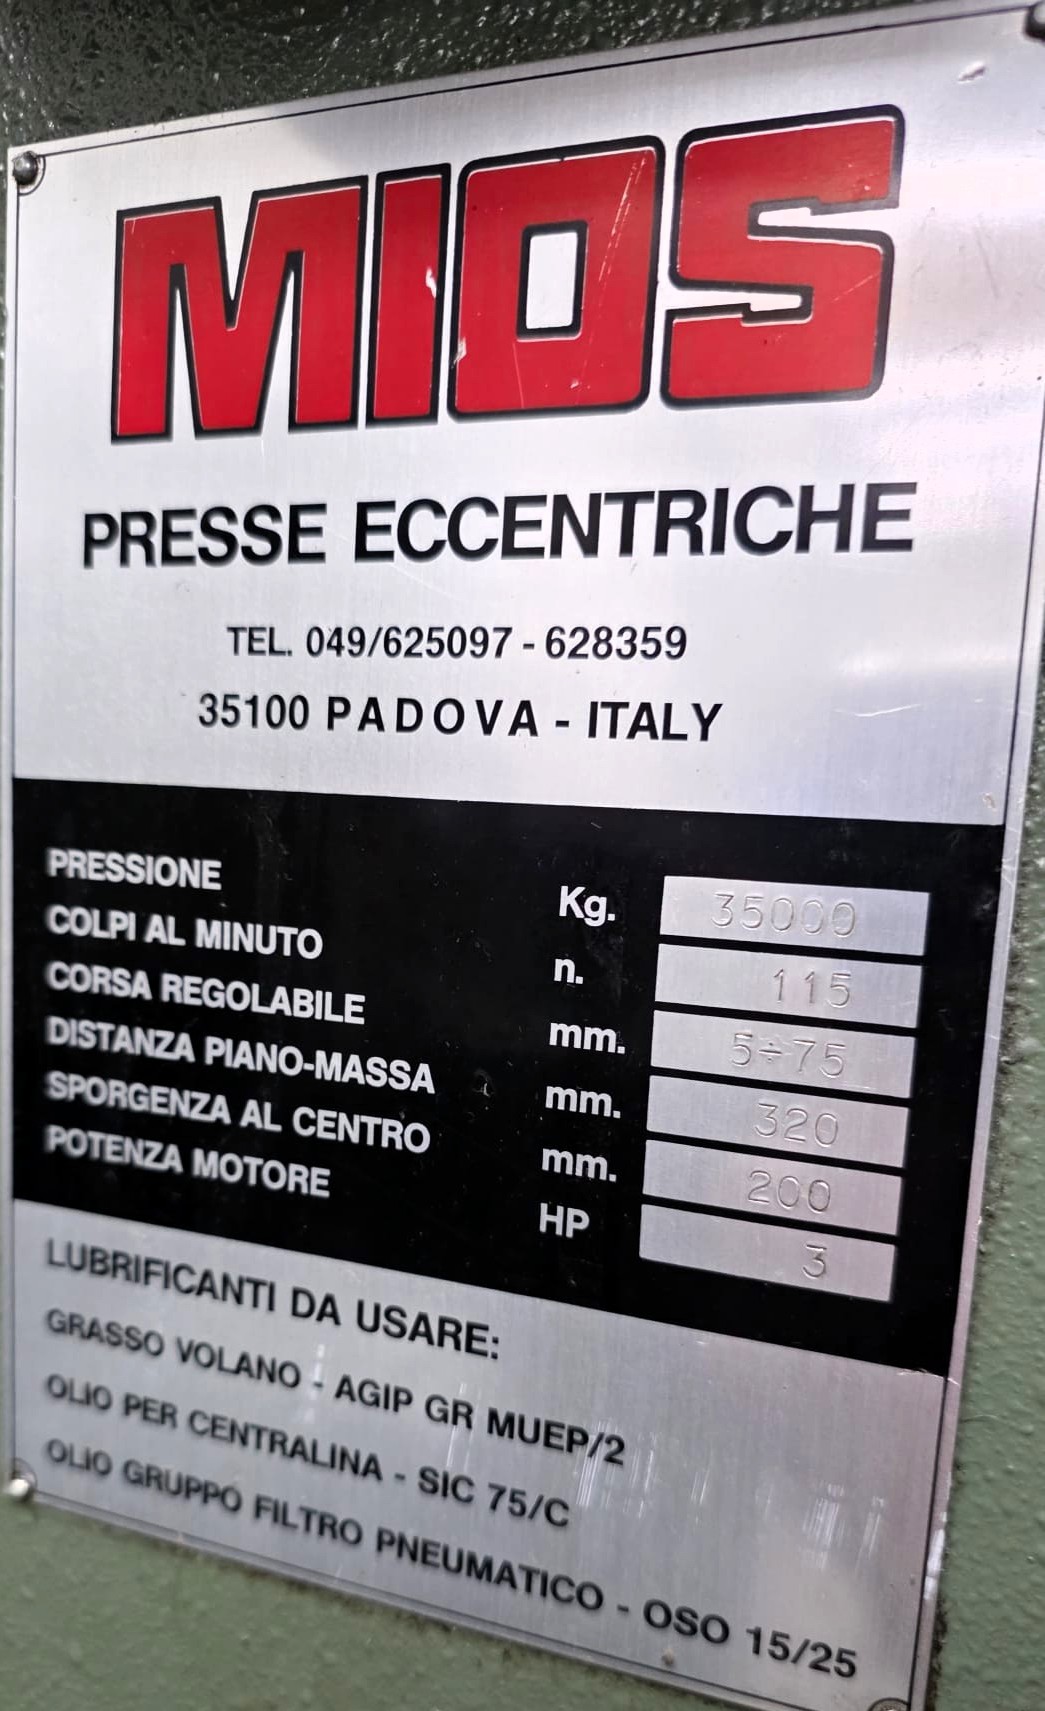 MIOS
PRESSE ECCENTRICHE
TEL. 049/625097 - 628359
35100 PADOVA - ITALY
PRESSIONE Kg. 35000
COLPI AL MINUTO n. 115
CORSA REGOLABILE mm. 5÷75
DISTANZA PIANO-MASSA mm. 320
SPORGENZA AL CENTRO mm. 200
POTENZA MOTORE HP 3
LUBRIFICANTI DA USARE:
GRASSO VOLANO - AGIP GR MUEP/2
OLIO PER CENTRALINA - SIC 75/C
OLIO GRUPPO FILTRO PNEUMATICO - OSO 15/25